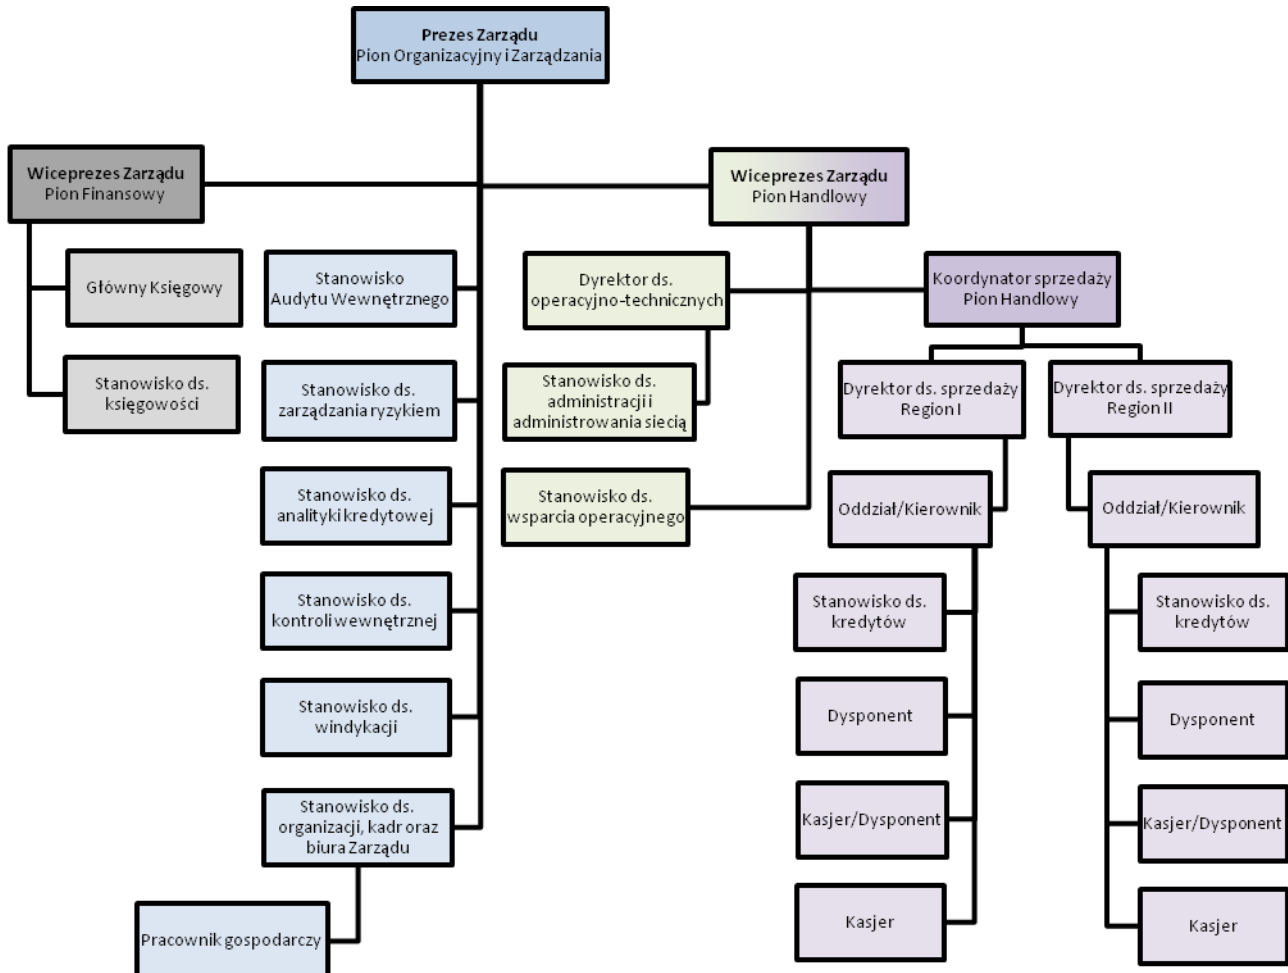 Prezes Zarządu
Pion Organizacyjny i Zarządzania
Wiceprezes Zarządu
Pion Finansowy
Wiceprezes Zarządu
Pion Handlowy
Główny Księgowy
Stanowisko ds.
księgowości
Stanowisko
Audytu Wewnętrznego
Stanowisko ds.
zarządzania ryzykiem
Stanowisko ds.
analityki kredytowej
Stanowisko ds.
kontroli wewnętrznej
Stanowisko ds.
windykacji
Stanowisko ds.
organizacji, kadr oraz
biura Zarządu
Pracownik gospodarczy
Dyrektor ds.
operacyjno-technicznych
Stanowisko ds.
administracji i
administrowania siecią
Stanowisko ds.
wsparcia operacyjnego
Koordynator sprzedaży
Pion Handlowy
Dyrektor ds. sprzedaży
Region I
Oddział/Kierownik
Stanowisko ds.
kredytów
Dysponent
Kasjer/Dysponent
Kasjer
Dyrektor ds. sprzedaży
Region II
Oddział/Kierownik
Stanowisko ds.
kredytów
Dysponent
Kasjer/Dysponent
Kasjer